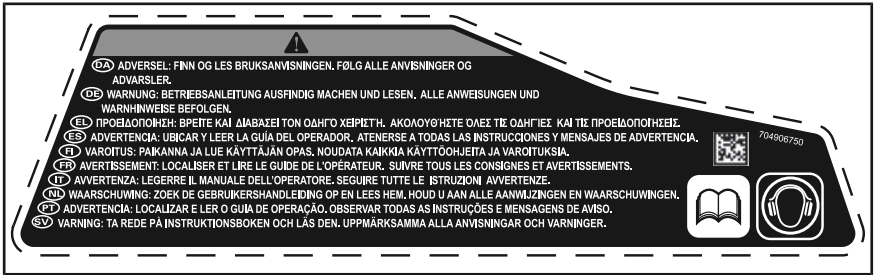 DA ADVERSEL: FINN OG LES BRUKSANVISNINGEN. FØLG ALLE ANVISNINGER OG
ADVARSLER.
DE WARNUNG: BETRIEBSANLEITUNG AUSFINDIG MACHEN UND LESEN. ALLE ANWEISUNGEN UND
WARNHINWEISE BEFOLGEN.
EL ΠΡΟΕΙΔΟΠΟΙΗΣΗ: ΒΡΕΙΤΕ ΚΑΙ ΔΙΑΒΑΣΕΙ ΤΟΝ ΟΔΗΓΟ ΧΕΙΡΙΣΤΗ. ΑΚΟΛΟΥΘΗΣΤΕ ΌΛΕΣ ΤΙΣ ΟΔΗΓΙΕΣ ΚΑΙ ΤΙΣ ΠΡΟΕΙΔΟΠΟΙΗΣΕΙΣ.
ES ADVERTENCIA: UBICAR Y LEER LA GUÍA DEL OPERADOR. ATENERSE A TODAS LAS INSTRUCCIONES Y MENSAJES DE ADVERTENCIA.
FI VAROITUS: PAIKANNA JA LUE KÄYTTÄJÄN OPAS. NOUDATA KAIKKIA KÄYTTÖOHJEITA JA VAROITUKSIA.
FR AVERTISSEMENT: LOCALISER ET LIRE LE GUIDE DE L'OPÉRATEUR. SUIVRE TOUS LES CONSIGNES ET AVERTISSEMENTS.
IT AVVERTENZA: LEGERRE IL MANUALE DELL'OPERATORE. SEGUIRE TUTTE LE ISTRUZIONI AVVERTENZE.
NL WAARSCHUWING: ZOEK DE GEBRUIKERSHANDLEIDING OP EN LEES HEM. HOUD U AAN ALLE AANWIJZINGEN EN WAARSCHUWINGEN.
PT ADVERTENCIA: LOCALIZAR E LER O GUIA DE OPERAÇÃO. OBSERVAR TODAS AS INSTRUÇÕES E MENSAGENS DE AVISO.
SV VARNING: TA REDE PÅ INSTRUKTIONSBOKEN OCH LÄS DEN. UPPMÄRKSAMMA ALLA ANVISNINGAR OCH VARNINGER.
704906750